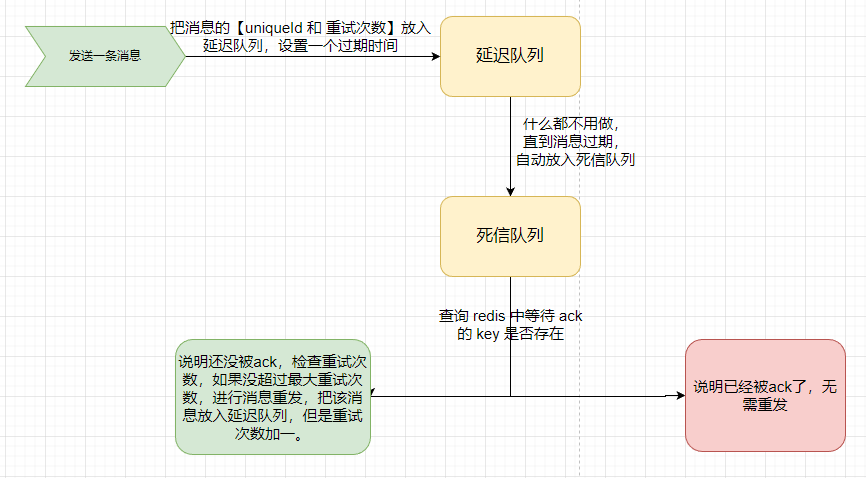 把消息的【uniqueId 和 重试次数】放入
延迟队列，设置一个过期时间
发送一条消息
延迟队列
什么都不用做，
直到消息过期，
自动放入死信队列
死信队列
查询 redis 中等待 ack
的 key 是否存在
说明还没被ack，检查重试次
数，如果没超过最大重试次
数，进行消息重发，把该消
息放入延迟队列，但是重试
次数加一。
说明已经被ack了，无
需重发